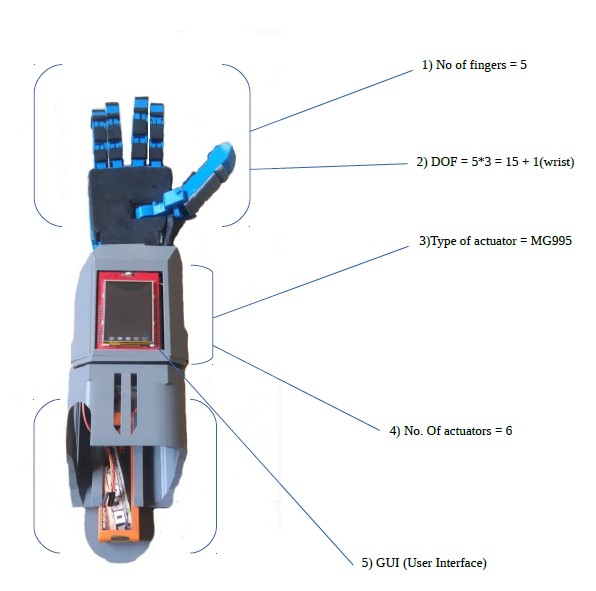 1) No of fingers = 5
2) DOF = 5*3 = 15 + 1(wrist)
3)Type of actuator = MG995
4) No. Of actuators = 6
5) GUI (User Interface)